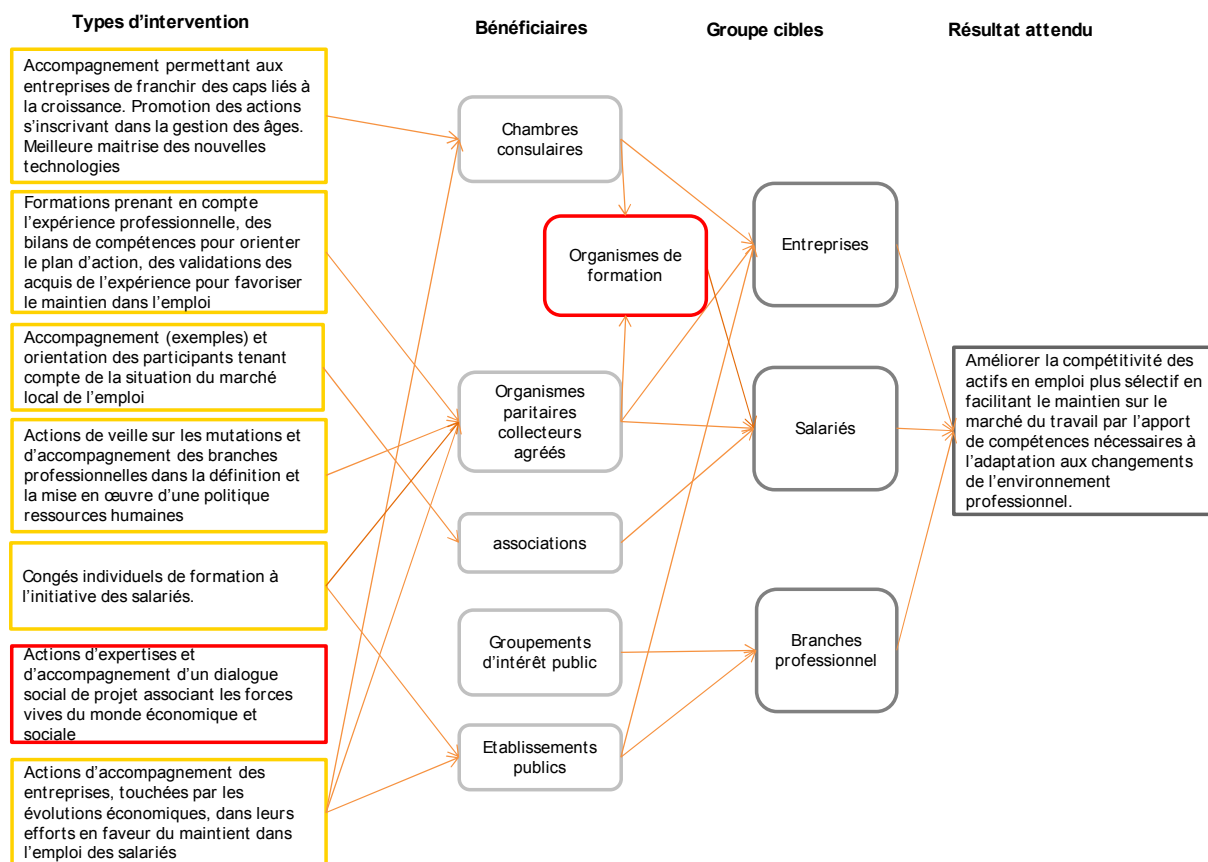 Types d'intervention
Bénéficiaires
Groupe cibles
Résultat attendu
Accompagnement permettant aux
entreprises de franchir des caps liés à
la croissance. Promotion des actions
s'inscrivant dans la gestion des âges.
Meilleure maitrise des nouvelles
technologies
Formations prenant en compte
l'expérience professionnelle, des
bilans de compétences pour orienter
le plan d'action, des validations des
acquis de l'expérience pour favoriser
le maintien dans l'emploi
Accompagnement (exemples) et
orientation des participants tenant
compte de la situation du marché
local de l'emploi
Actions de veille sur les mutations et
d'accompagnement des branches
professionnelles dans la définition et
la mise en œuvre d'une politique
ressources humaines
Congés individuels de formation à
l'initiative des salariés.
Actions d'expertises et
d'accompagnement d'un dialogue
social de projet associant les forces
vives du monde économique et
sociale
Actions d'accompagnement des
entreprises, touchées par les
évolutions économiques, dans leurs
efforts en faveur du maintient dans
l'emploi des salariés
Chambres
consulaires
Organismes de
formation
Organismes
paritaires
collecteurs
agréés
associations
Groupements
d'intérêt public
Etablissements
publics
Entreprises
Salariés
Branches
professionnel
Améliorer la compétitivité des
actifs en emploi plus sélectif en
facilitant le maintien sur le
marché du travail par l'apport
de compétences nécessaires à
l'adaptation aux changements
de l'environnement
professionnel.